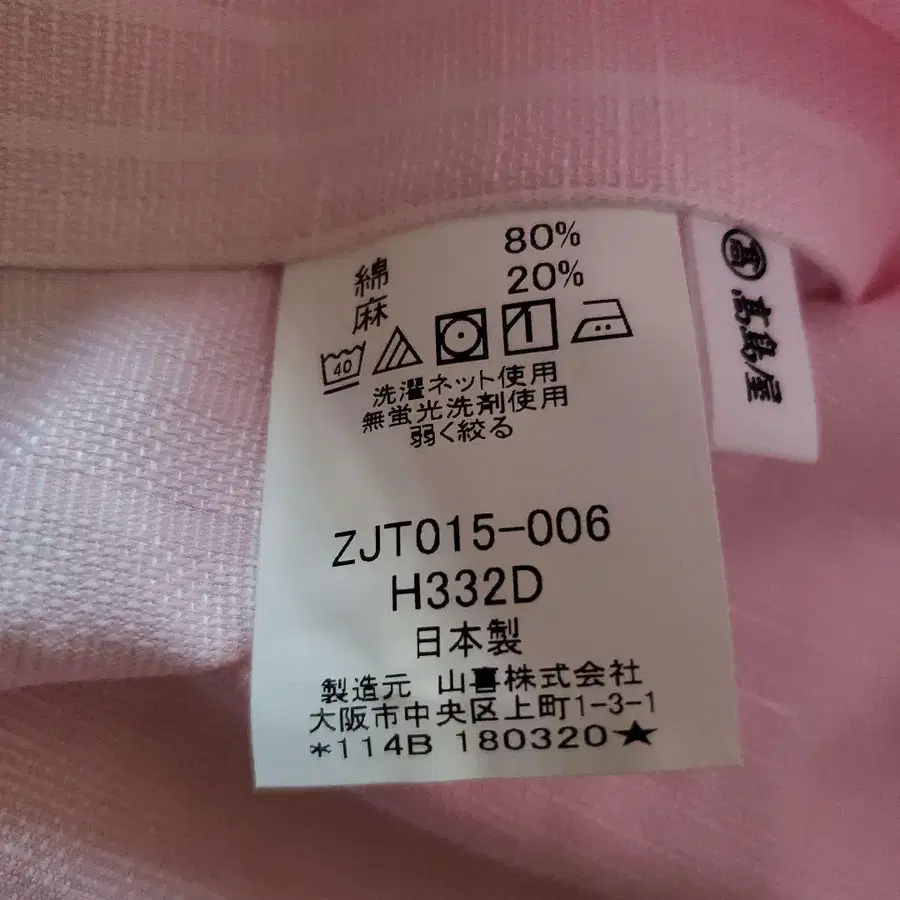 綿 80%
麻 20%
40
洗濯ネット使用
無蛍光洗剤使用
弱く絞る
ZJT015-006
H332D
日本製
製造元 山喜株式会社
大阪市中央区上町1-3-1
*114B 180320★
髙 髙島屋